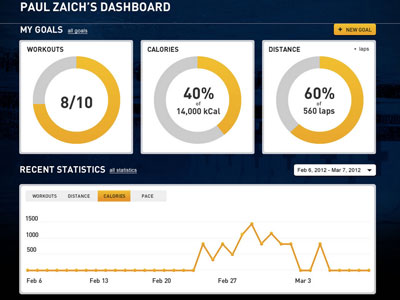 PAUL ZAICH'S DASHBOARD
MY GOALS all goals
+ NEW GOAL
WORKOUTS
8/10
CALORIES
40%
of
14,000 kCal
DISTANCE
• laps
60%
of
560 laps
RECENT STATISTICS all statistics
Feb 6, 2012 - Mar 7, 2012
WORKOUTS DISTANCE CALORIES PACE
1500
1000
500
Feb 6 Feb 13 Feb 20 Feb 27 Mar 3